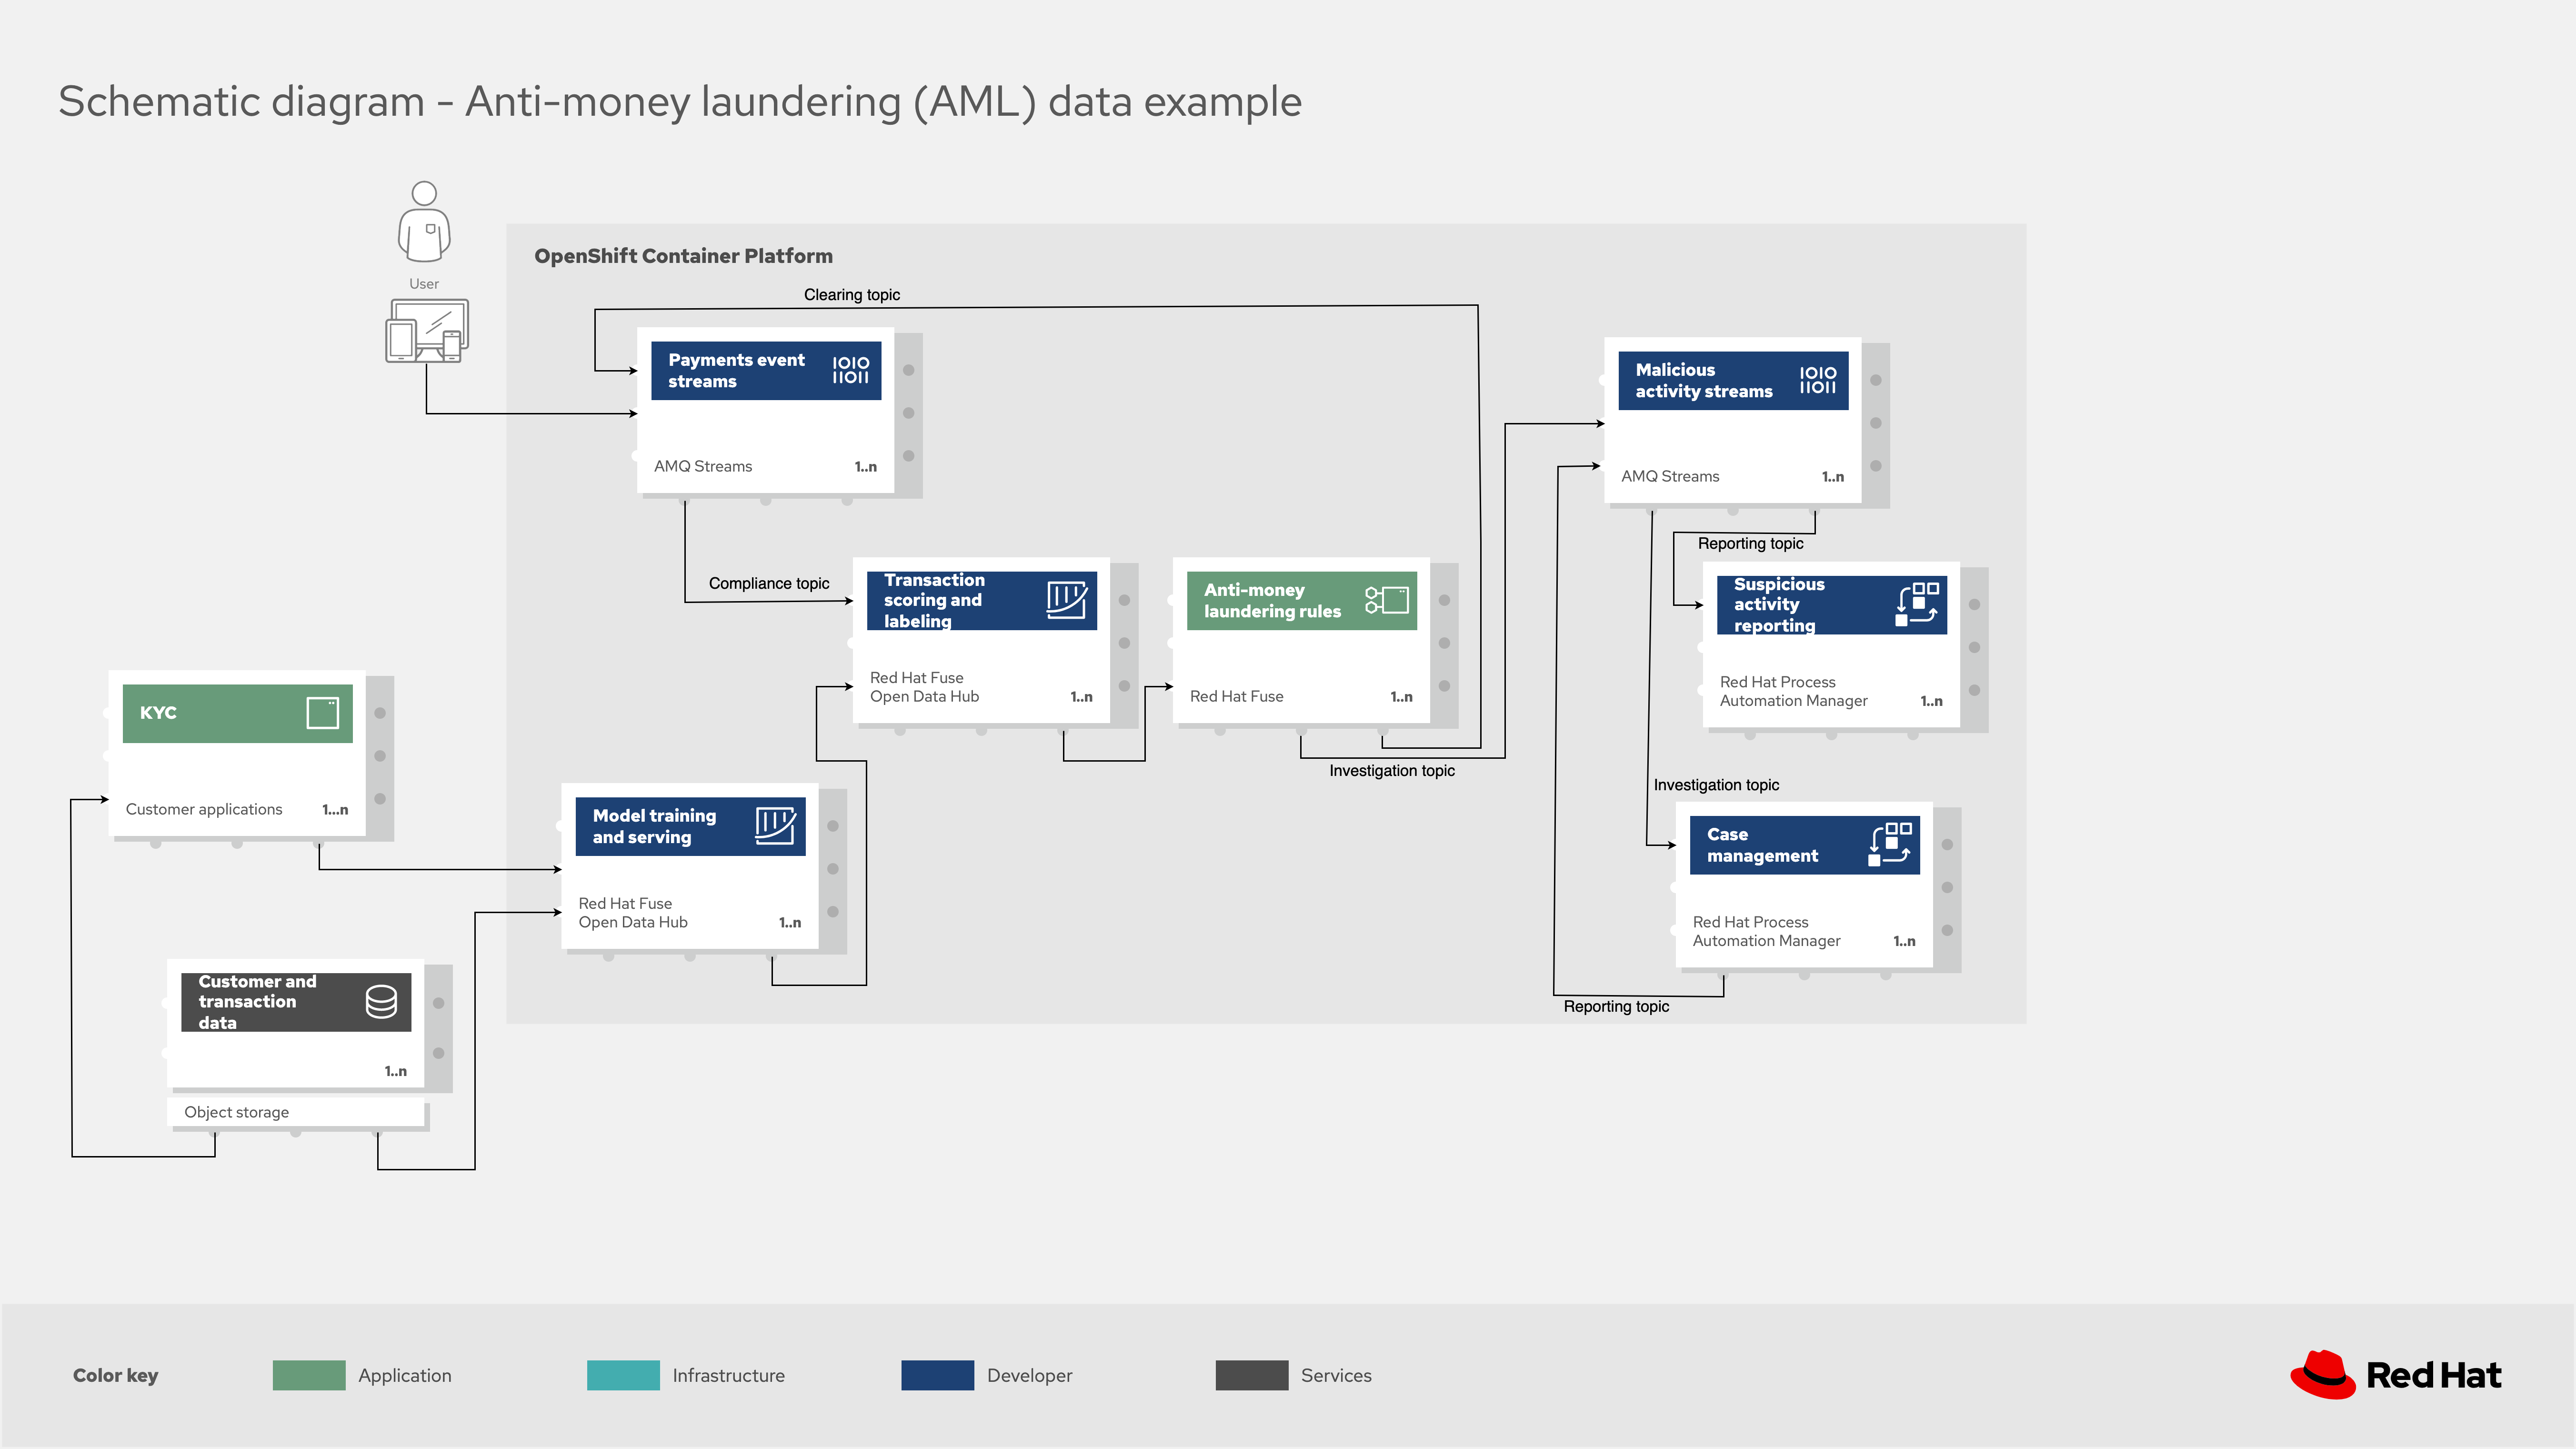 Schematic diagram - Anti-money laundering (AML) data example
User
OpenShift Container Platform
Clearing topic
Payments event
streams
IOIO
IIOII
AMQ Streams
1..n
Malicious
activity streams
IOIO
IIOII
AMQ Streams
1..n
Reporting topic
Compliance topic
Transaction
scoring and
labeling
Red Hat Fuse
Open Data Hub
1..n
Anti-money
laundering rules
Red Hat Fuse
1..n
Suspicious
activity
reporting
Red Hat Process
Automation Manager
1..n
Investigation topic
Investigation topic
KYC
Customer applications
1...n
Model training
and serving
Red Hat Fuse
Open Data Hub
1..n
Case
management
Red Hat Process
Automation Manager
1..n
Reporting topic
Customer and
transaction
data
1..n
Object storage
Color key
Application
Infrastructure
Developer
Services
Red Hat